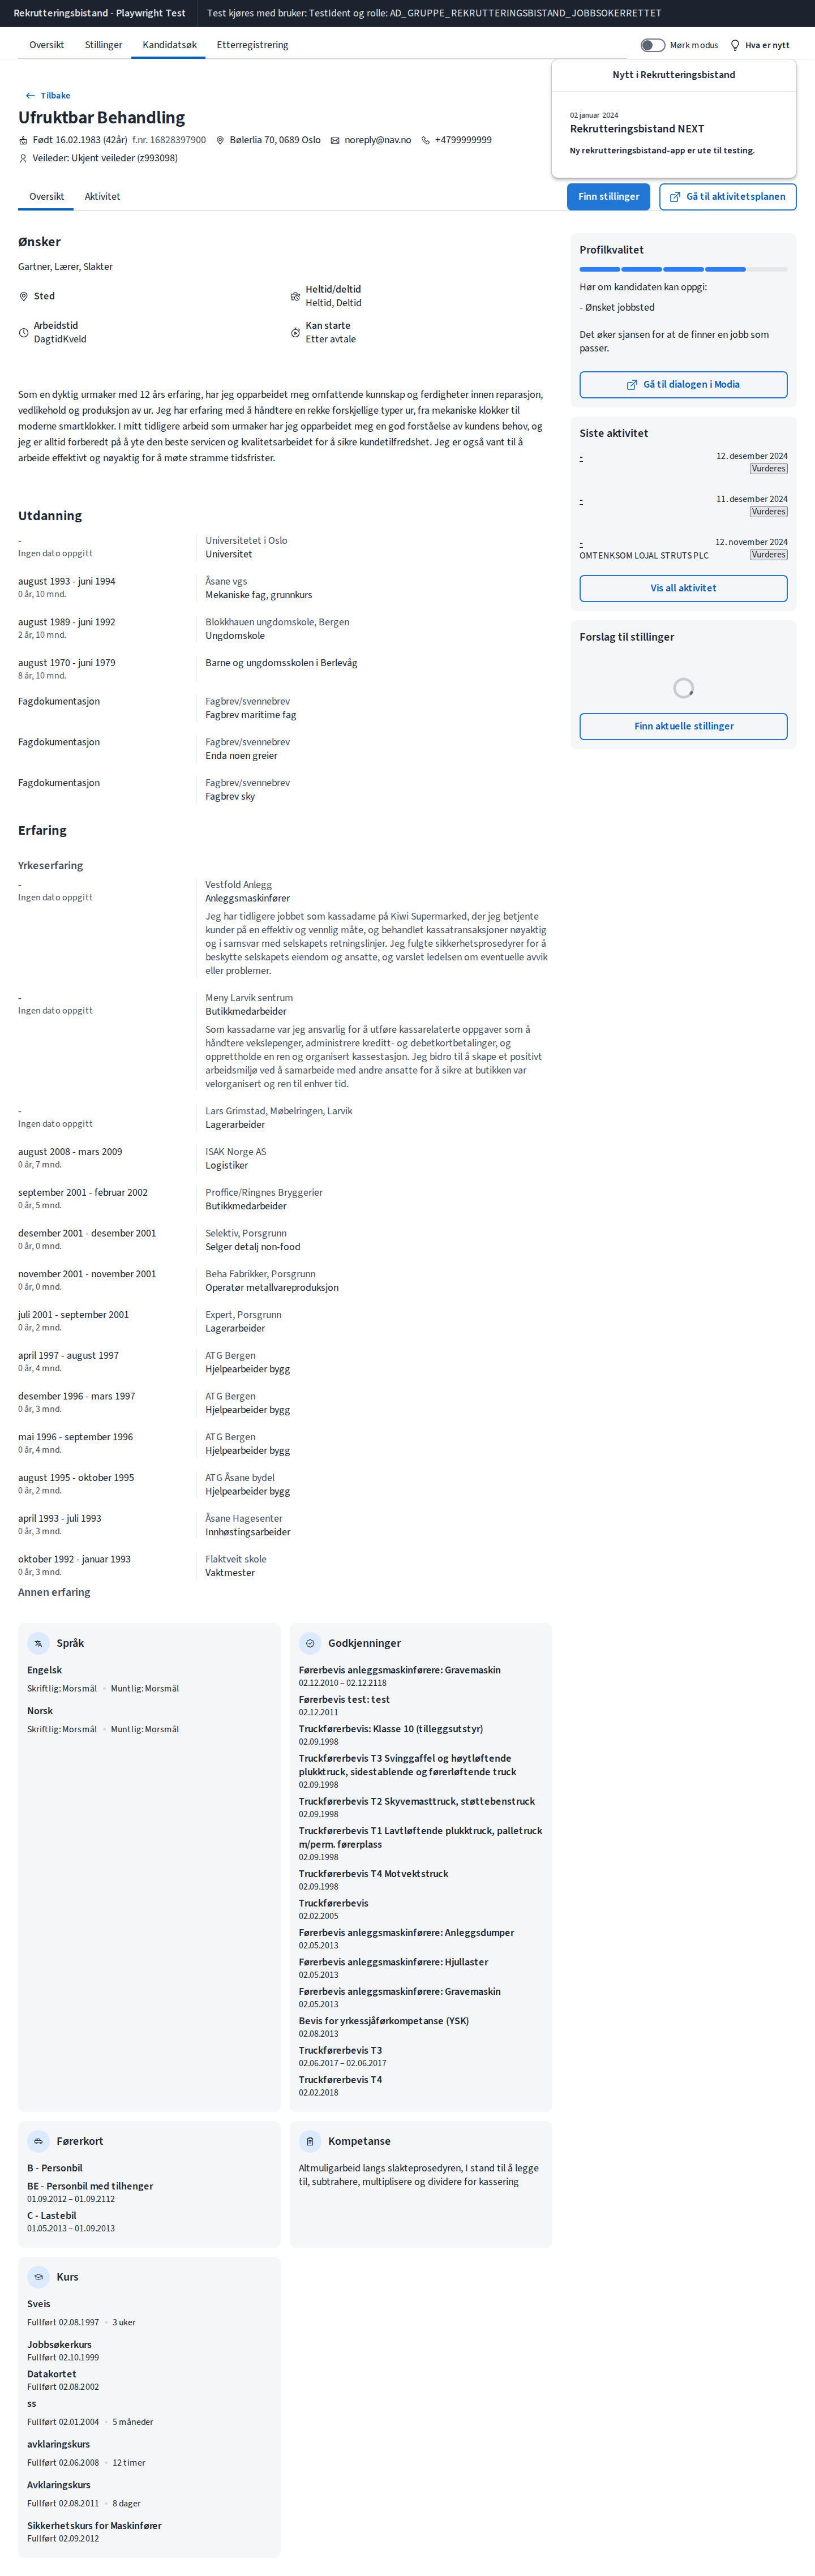 Rekrutteringsbistand - Playwright Test
Test kjøres med bruker: TestIdent og rolle: AD_GRUPPE_REKRUTTERINGSBISTAND_JOBBSOKERRETTET
Oversikt
Stillinger
Kandidatsøk
Etterregistrering
Mørk modus
Hva er nytt
Nytt i Rekrutteringsbistand
02 januar 2024
Rekrutteringsbistand NEXT
Ny rekrutteringsbistand-app er ute til testing.
Tilbake
Ufruktbar Behandling
Født 16.02.1983 (42år) f.nr. 16828397900
Bølerlia 70, 0689 Oslo
noreply@nav.no
+4799999999
Veileder: Ukjent veileder (z993098)
Oversikt
Aktivitet
Finn stillinger
Gå til aktivitetsplanen
Ønsker
Gartner, Lærer, Slakter
Sted
Heltid/deltid
Heltid, Deltid
Arbeidstid
DagtidKveld
Kan starte
Etter avtale
Som en dyktig urmaker med 12 års erfaring, har jeg opparbeidet meg omfattende kunnskap og ferdigheter innen reparasjon,
vedlikehold og produksjon av ur. Jeg har erfaring med å håndtere en rekke forskjellige typer ur, fra mekaniske klokker til
moderne smartklokker. I mitt tidligere arbeid som urmaker har jeg opparbeidet meg en god forståelse av kundens behov, og
jeg er alltid forberedt på å yte den beste servicen og kvalitetsarbeidet for å sikre kundetilfredshet. Jeg er også vant til å
arbeide effektivt og nøyaktig for å møte stramme tidsfrister.
Utdanning
-
Ingen dato oppgitt
Universitetet i Oslo
Universitet
august 1993 - juni 1994
0 år, 10 mnd.
Åsane vgs
Mekaniske fag, grunnkurs
august 1989 - juni 1992
2 år, 10 mnd.
Blokkhauen ungdomskole, Bergen
Ungdomskole
august 1970 - juni 1979
8 år, 10 mnd.
Barne og ungdomsskolen i Berlevåg
Fagdokumentasjon
Fagbrev/svennebrev
Fagbrev maritime fag
Fagdokumentasjon
Fagbrev/svennebrev
Enda noen greier
Fagdokumentasjon
Fagbrev/svennebrev
Fagbrev sky
Erfaring
Yrkeserfaring
-
Ingen dato oppgitt
Vestfold Anlegg
Anleggsmaskinfører
Jeg har tidligere jobbet som kassadame på Kiwi Supermarked, der jeg betjente
kunder på en effektiv og vennlig måte, og behandlet kassatransaksjoner nøyaktig
og i samsvar med selskapets retningslinjer. Jeg fulgte sikkerhetsprosedyrer for å
beskytte selskapets eiendom og ansatte, og varslet ledelsen om eventuelle avvik
eller problemer.
-
Ingen dato oppgitt
Meny Larvik sentrum
Butikkmedarbeider
Som kassadame var jeg ansvarlig for å utføre kassarelaterte oppgaver som å
håndtere vekslepenger, administrere kreditt- og debetkortbetalinger, og
opprettholde en ren og organisert kassestasjon. Jeg bidro til å skape et positivt
arbeidsmiljø ved å samarbeide med andre ansatte for å sikre at butikken var
velorganisert og ren til enhver tid.
-
Ingen dato oppgitt
Lars Grimstad, Møbelringen, Larvik
Lagerarbeider
august 2008 - mars 2009
0 år, 7 mnd.
ISAK Norge AS
Logistiker
september 2001 - februar 2002
0 år, 5 mnd.
Proffice/Ringnes Bryggerier
Butikkmedarbeider
desember 2001 - desember 2001
0 år, 0 mnd.
Selektiv, Porsgrunn
Selger detalj non-food
november 2001 - november 2001
0 år, 0 mnd.
Beha Fabrikker, Porsgrunn
Operatør metallvareproduksjon
juli 2001 - september 2001
0 år, 2 mnd.
Expert, Porsgrunn
Lagerarbeider
april 1997 - august 1997
0 år, 4 mnd.
ATG Bergen
Hjelpearbeider bygg
desember 1996 - mars 1997
0 år, 3 mnd.
ATG Bergen
Hjelpearbeider bygg
mai 1996 - september 1996
0 år, 4 mnd.
ATG Bergen
Hjelpearbeider bygg
august 1995 - oktober 1995
0 år, 2 mnd.
ATG Åsane bydel
Hjelpearbeider bygg
april 1993 - juli 1993
0 år, 3 mnd.
Åsane Hagesenter
Innhøstingsarbeider
oktober 1992 - januar 1993
0 år, 3 mnd.
Flaktveit skole
Vaktmester
Annen erfaring
Språk
Engelsk
Skriftlig: Morsmål
Muntlig: Morsmål
Norsk
Skriftlig: Morsmål
Muntlig: Morsmål
Godkjenninger
Førerbevis anleggsmaskinførere: Gravemaskin
02.12.2010 – 02.12.2118
Førerbevis test: test
02.12.2011
Truckførerbevis: Klasse 10 (tilleggsutstyr)
02.09.1998
Truckførerbevis T3 Svinggaffel og høytløftende
plukktruck, sidestablende og førerløftende truck
02.09.1998
Truckførerbevis T2 Skyvemasttruck, støttebenstruck
02.09.1998
Truckførerbevis T1 Lavtløftende plukktruck, palletruck
m/perm. førerplass
02.09.1998
Truckførerbevis T4 Motvektstruck
02.09.1998
Truckførerbevis
02.02.2005
Førerbevis anleggsmaskinførere: Anleggsdumper
02.05.2013
Førerbevis anleggsmaskinførere: Hjullaster
02.05.2013
Førerbevis anleggsmaskinførere: Gravemaskin
02.05.2013
Bevis for yrkessjåførkompetanse (YSK)
02.08.2013
Truckførerbevis T3
02.06.2017 – 02.06.2017
Truckførerbevis T4
02.02.2018
Førerkort
B - Personbil
BE - Personbil med tilhenger
01.09.2012 – 01.09.2112
C - Lastebil
01.05.2013 – 01.09.2013
Kompetanse
Altmuligarbeid langs slakteprosedyren, I stand til å legge
til, subtrahere, multiplisere og dividere for kassering
Kurs
Sveis
Fullført 02.08.1997
3 uker
Jobbsøkerkurs
Fullført 02.10.1999
Datakortet
Fullført 02.08.2002
ss
Fullført 02.01.2004
5 måneder
avklaringskurs
Fullført 02.06.2008
12 timer
Avklaringskurs
Fullført 02.08.2011
8 dager
Sikkerhetskurs for Maskinfører
Fullført 02.09.2012
Profilkvalitet
Hør om kandidaten kan oppgi:
- Ønsket jobbsted
Det øker sjansen for at de finner en jobb som
passer.
Gå til dialogen i Modia
Siste aktivitet
-
12. desember 2024
Vurderes
-
11. desember 2024
Vurderes
-
12. november 2024
OMTENKSOM LOJAL STRUTS PLC
Vurderes
Vis all aktivitet
Forslag til stillinger
Finn aktuelle stillinger